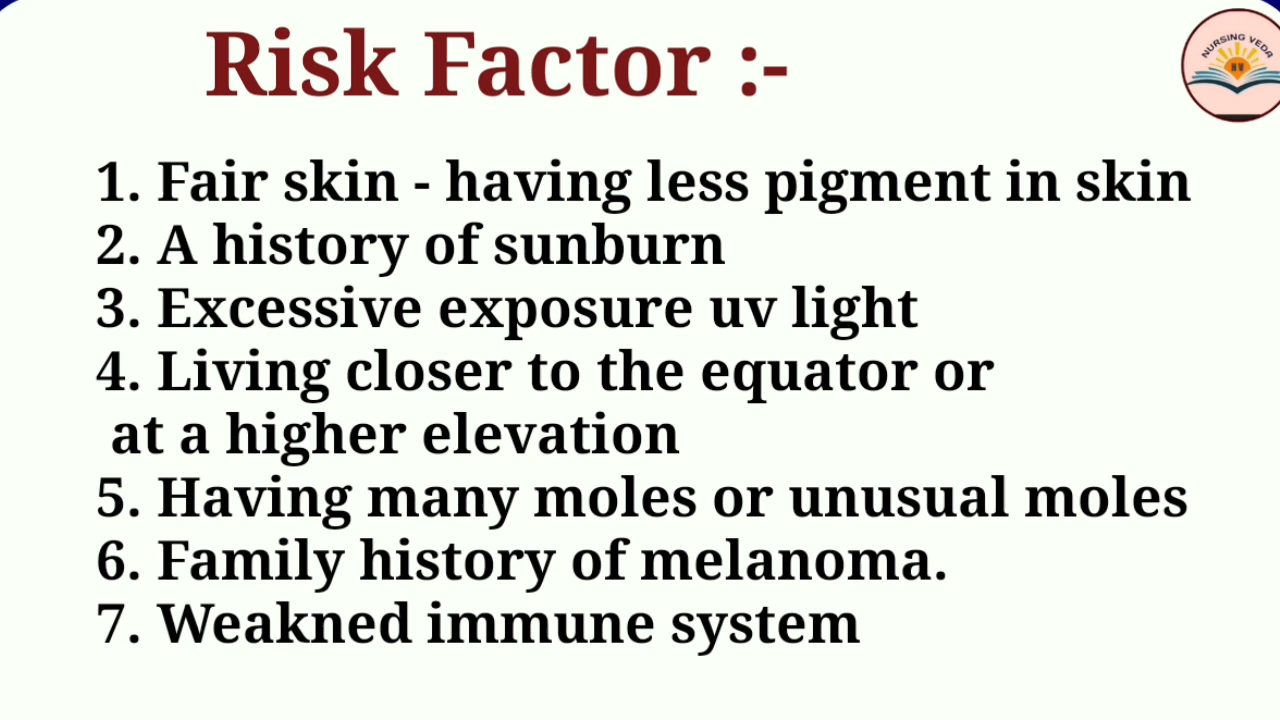 Risk Factor :-
NURSING VEDA
NV
1. Fair skin - having less pigment in skin
2. A history of sunburn
3. Excessive exposure uv light
4. Living closer to the equator or
at a higher elevation
5. Having many moles or unusual moles
6. Family history of melanoma.
7. Weakned immune system